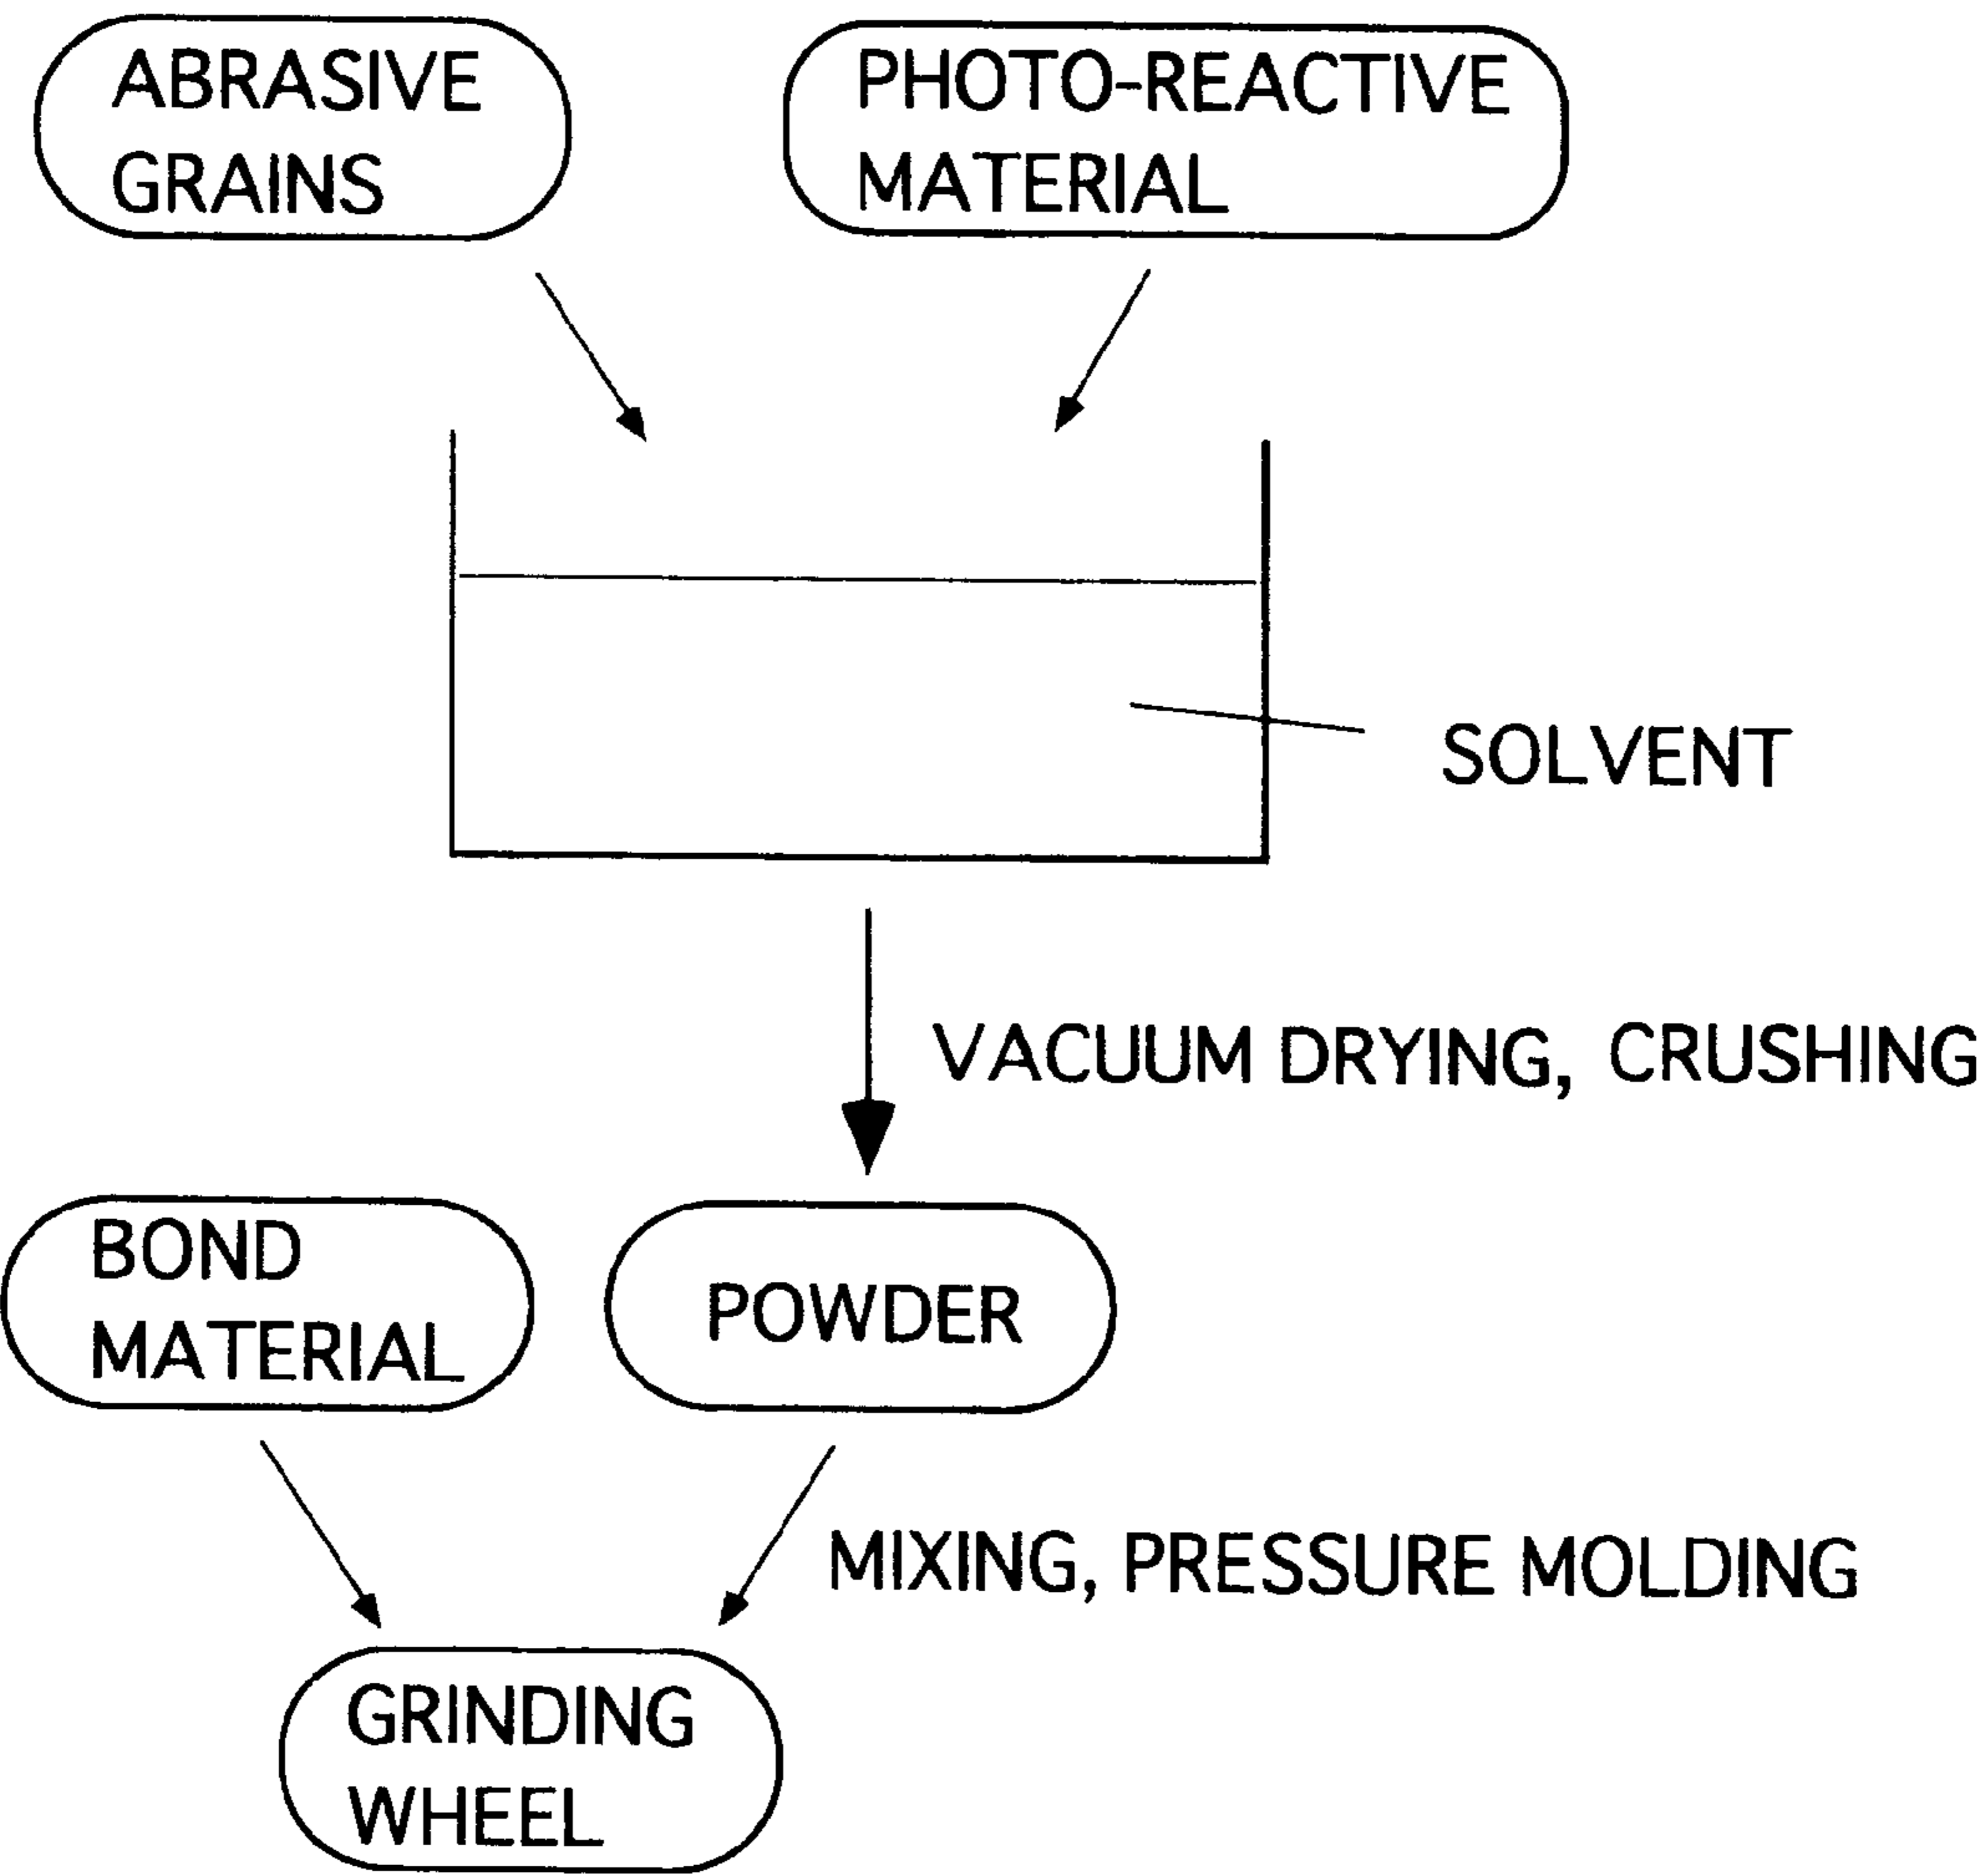 ABRASIVE
GRAINS
PHOTO-REACTIVE
MATERIAL
SOLVENT
VACUUM DRYING, CRUSHING
BOND
MATERIAL
POWDER
MIXING, PRESSURE MOLDING
GRINDING
WHEEL